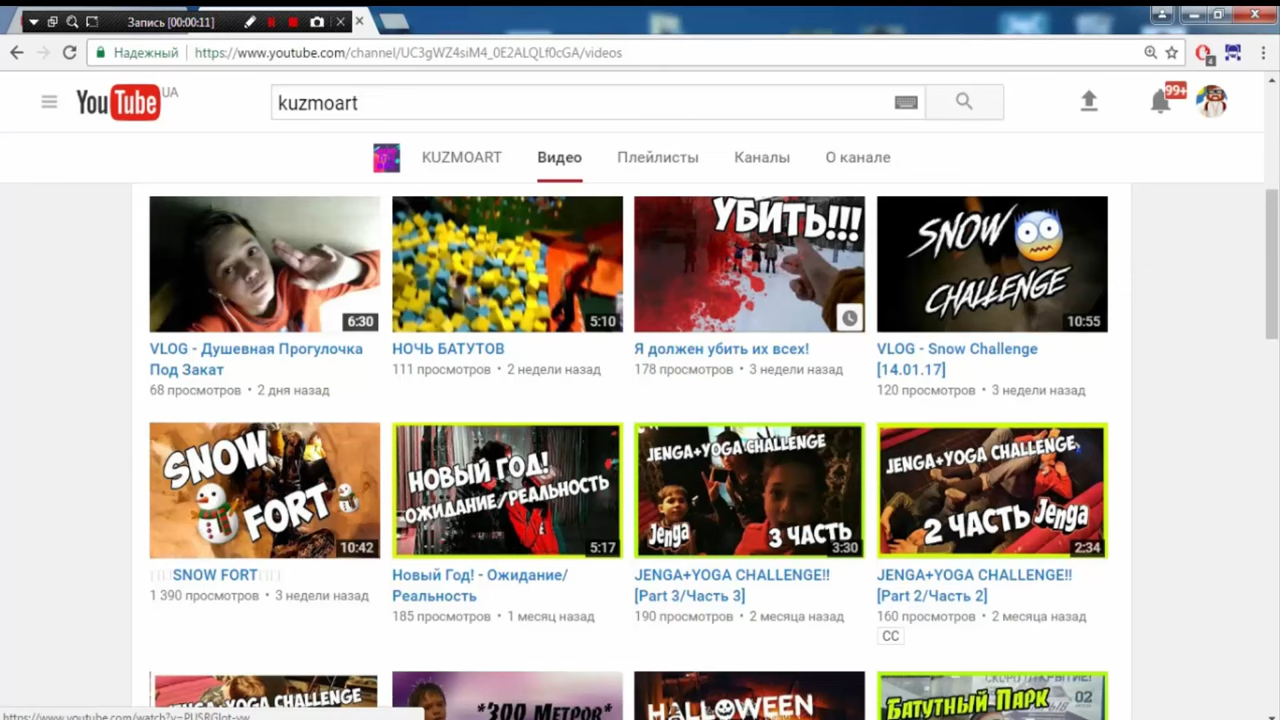 Запись [00:00:11]
Надежный
https://www.youtube.com/channel/UC3gWZ4siM4_0E2ALQLf0cGA/videos
4
YouTube UA
kuzmoart
99+
KUZMOART
Видео
Плейлисты
Каналы
О канале
6:30
5:10
УБИТЬ!!!
SNOW
CHALLENGE
10:55
VLOG - Душевная Прогулочка
Под Закат
68 просмотров • 2 дня назад
НОЧЬ БАТУТОВ
111 просмотров • 2 недели назад
Я должен убить их всех!
178 просмотров • 3 недели назад
VLOG - Snow Challenge
[14.01.17]
120 просмотров • 3 недели назад
SNOW
FORT
10:42
НОВЫЙ ГОД!
ОЖИДАНИЕ/РЕАЛЬНОСТЬ
5:17
JENGA+YOGA CHALLENGE
Jenga
3 ЧАСТЬ
3:30
JENGA+YOGA CHALLENGE
2 ЧАСТЬ Jenga
2:34
SNOW FORT
1 390 просмотров • 3 недели назад
Новый Год! - Ожидание/
Реальность
185 просмотров • 1 месяц назад
JENGA+YOGA CHALLENGE!!
[Part 3/Часть 3]
190 просмотров • 2 месяца назад
JENGA+YOGA CHALLENGE!!
[Part 2/Часть 2]
160 просмотров • 2 месяца назад
CC
JENGA+YOGA CHALLENGE
*300 МЕТРОВ*
HALLOWEEN
СКОРО ОТКРЫТИЕ!
Батутный Парк
02